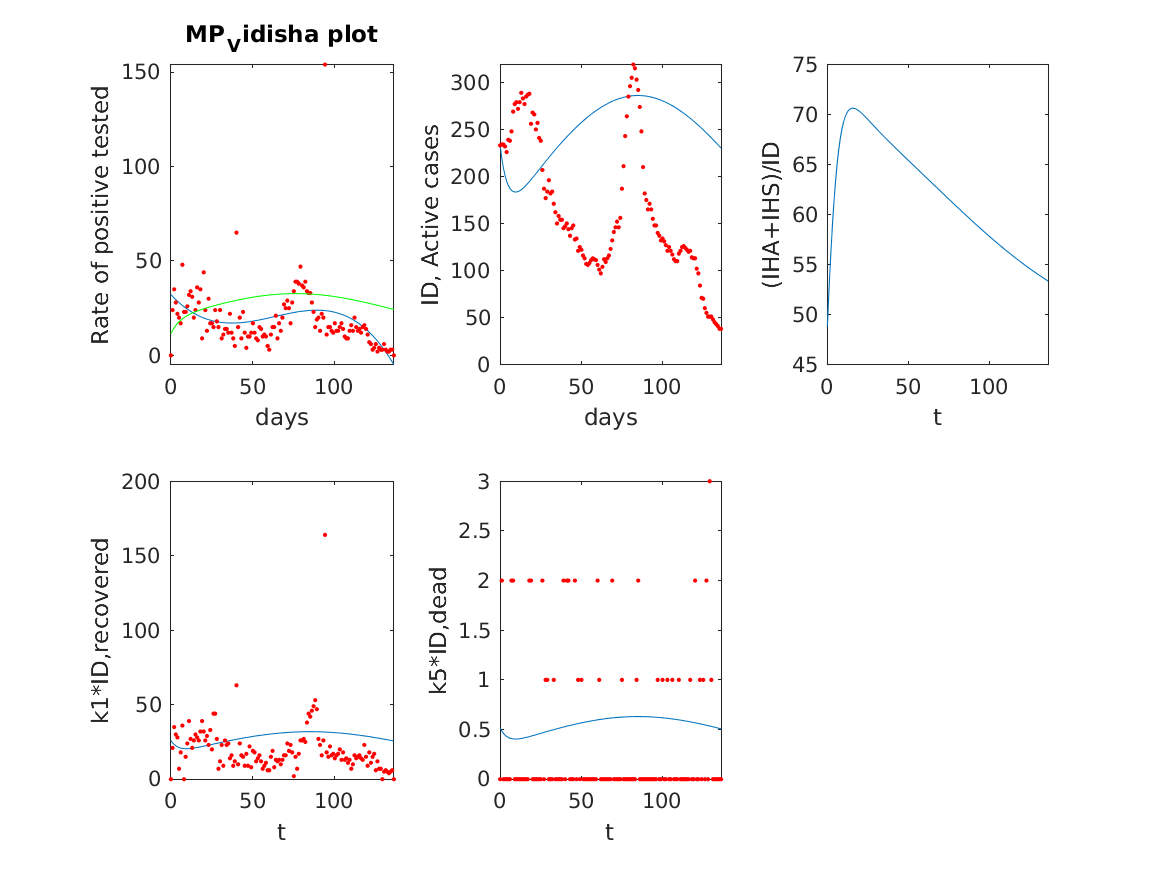 MP_Vidisha plot
Rate of positive tested
150
100
50
0
0 50 100
days
ID, Active cases
300
250
200
150
100
50
0
0 50 100
days
(IHA+IHS)/ID
75
70
65
60
55
50
45
0 50 100
t
k1*ID,recovered
200
150
100
50
0
0 50 100
t
k5*ID,dead
3
2.5
2
1.5
1
0.5
0
0 50 100
t